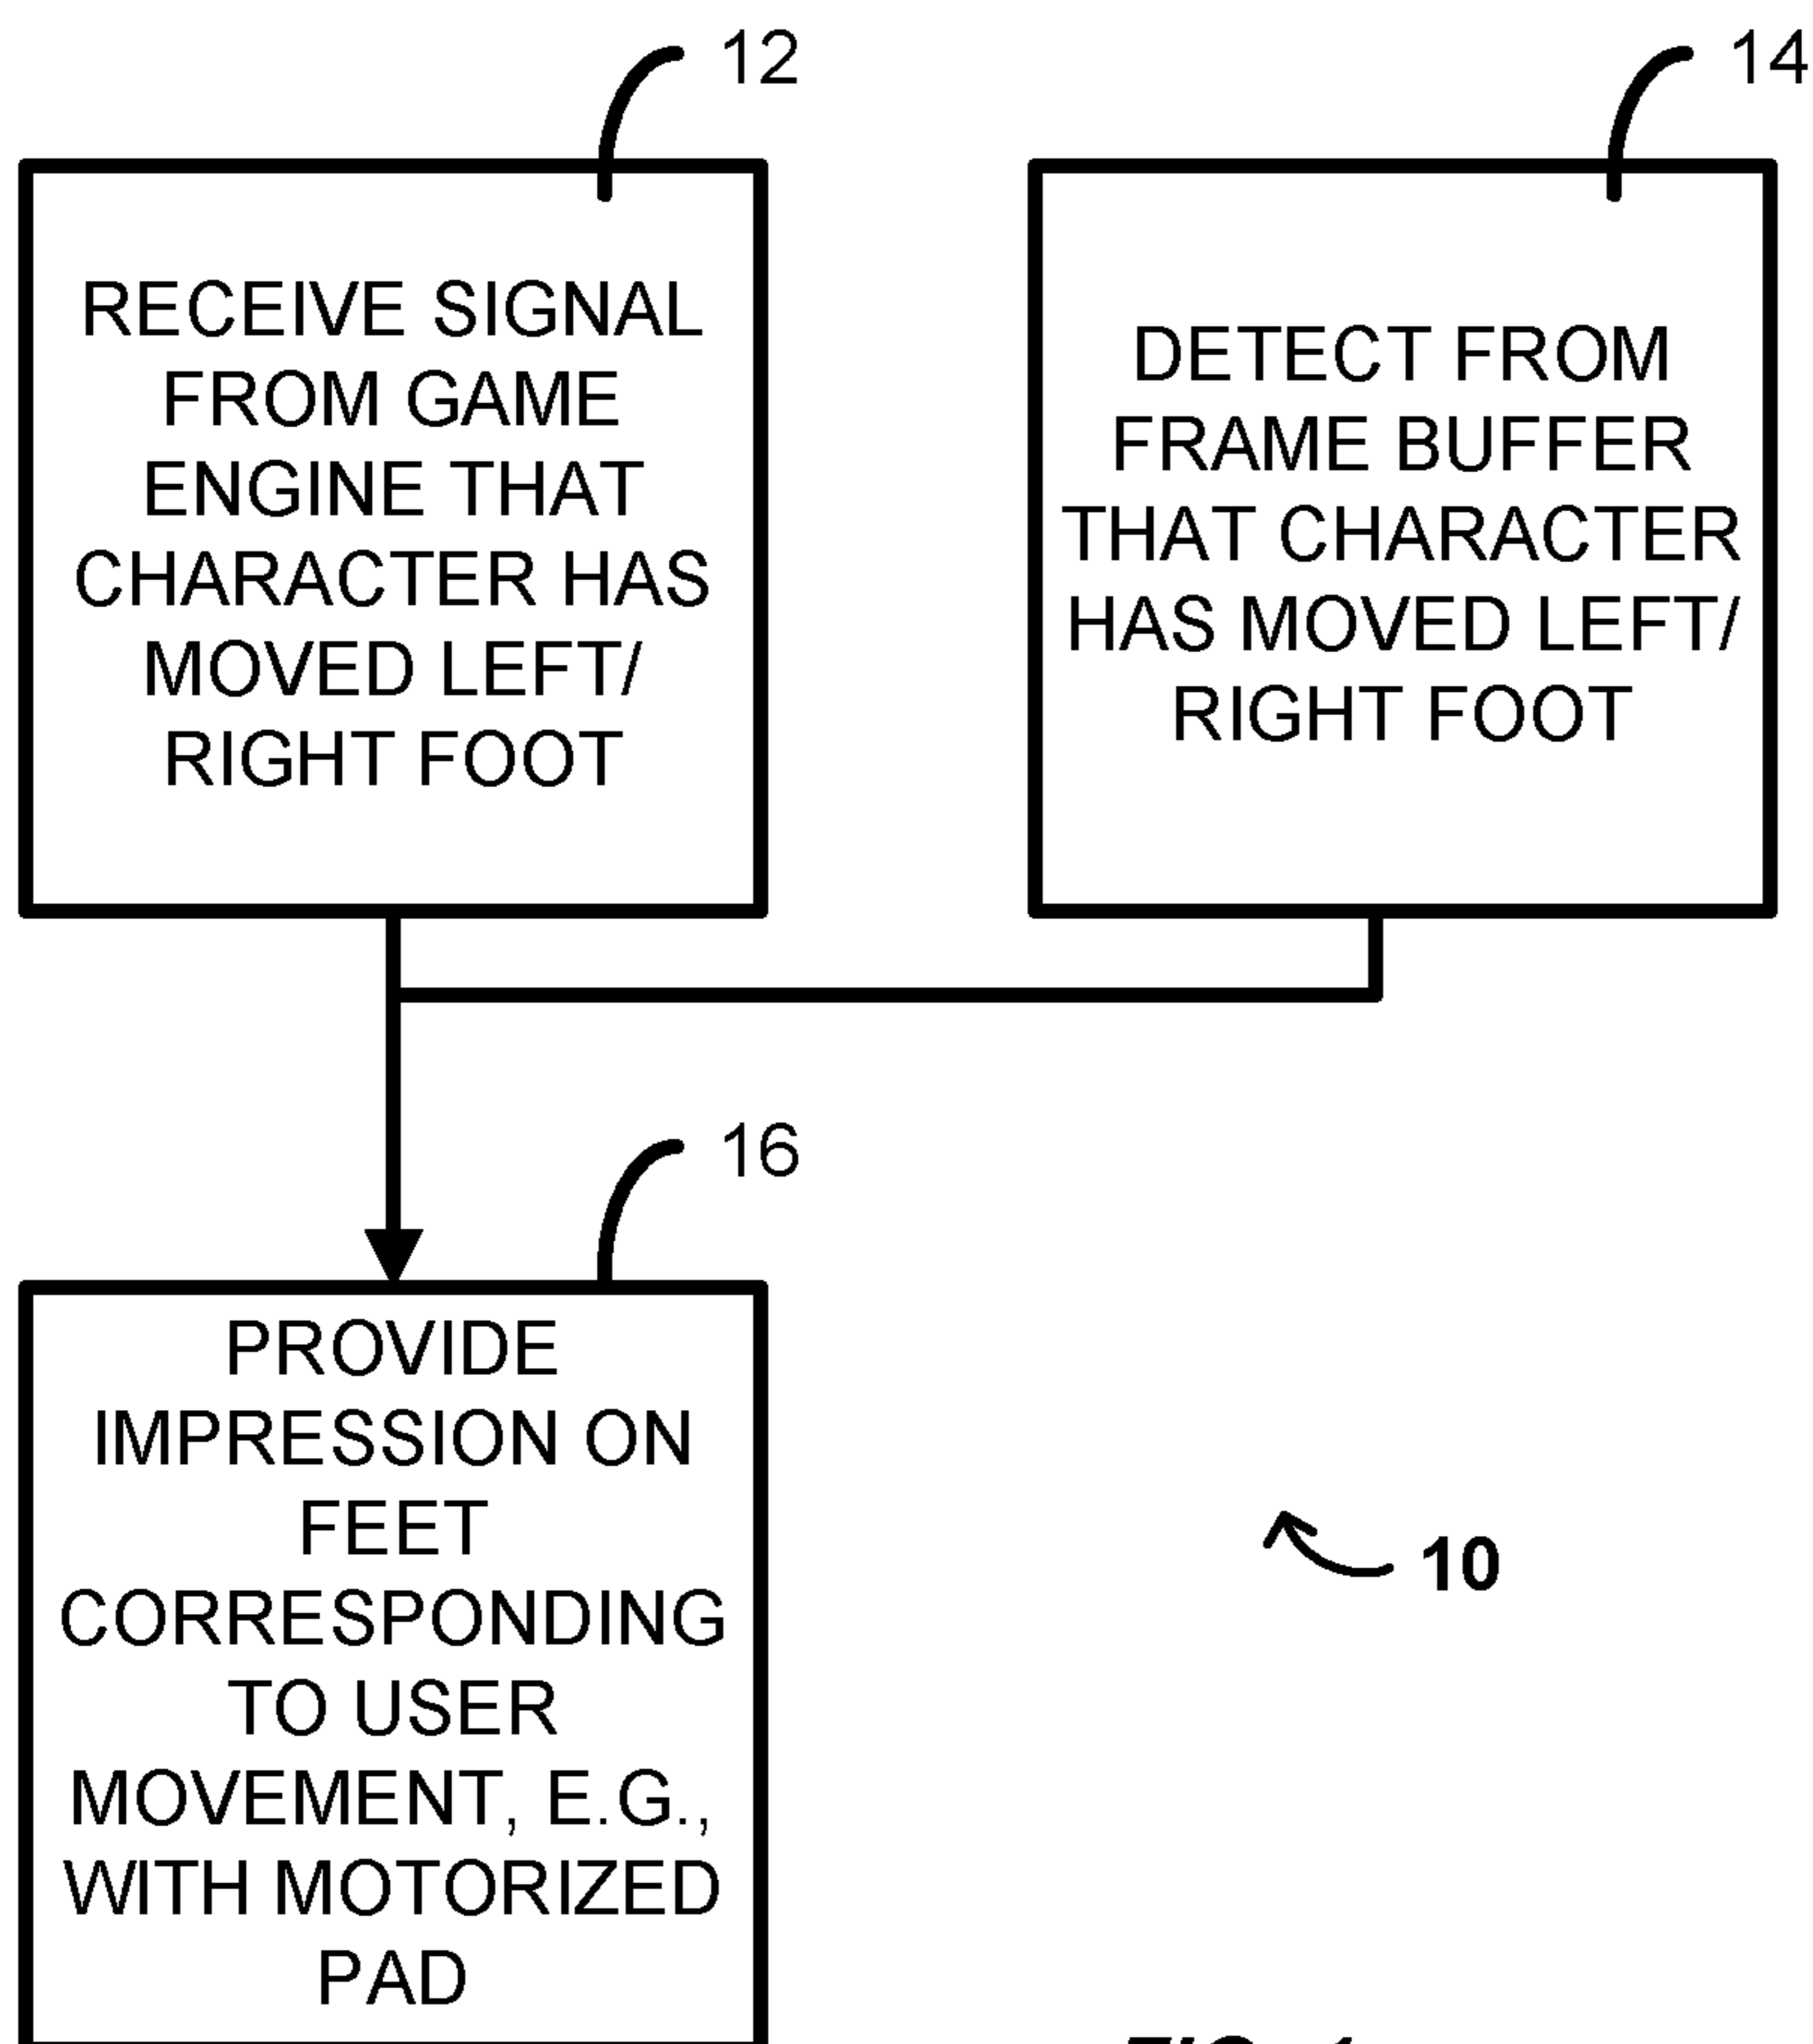 12
14
RECEIVE SIGNAL
FROM GAME
ENGINE THAT
CHARACTER HAS
MOVED LEFT/
RIGHT FOOT
DETECT FROM
FRAME BUFFER
THAT CHARACTER
HAS MOVED LEFT/
RIGHT FOOT
16
PROVIDE
IMPRESSION ON
FEET
CORRESPONDING
TO USER
MOVEMENT, E.G.,
WITH MOTORIZED
PAD
10